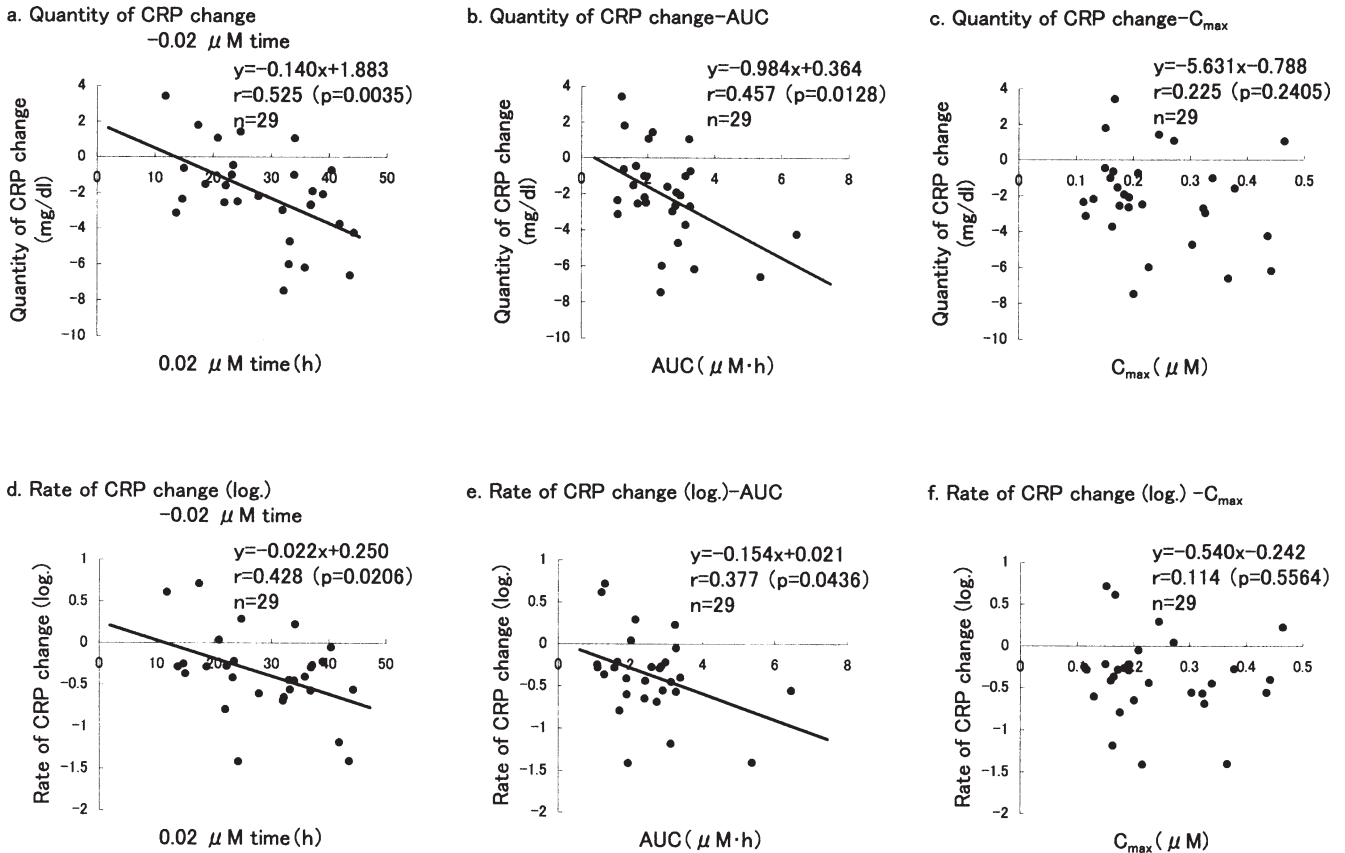 a. Quantity of CRP change
-0.02 μM time
y=-0.140x+1.883
r=0.525 (p=0.0035)
n=29
4
2
0
-2
-4
-6
-8
-10
0 10 20 30 40 50
Quantity of CRP change
(mg/dl)
0.02 μM time(h)
b. Quantity of CRP change-AUC
y=-0.984x+0.364
r=0.457 (p=0.0128)
n=29
4
2
0
-2
-4
-6
-8
-10
0 2 4 6 8
Quantity of CRP change
(mg/dl)
AUC(μM·h)
c. Quantity of CRP change-Cmax
y=-5.631x-0.788
r=0.225 (p=0.2405)
n=29
4
2
0
-2
-4
-6
-8
-10
0 0.1 0.2 0.3 0.4 0.5
Quantity of CRP change
(mg/dl)
Cmax(μM)
d. Rate of CRP change (log.)
-0.02 μM time
y=-0.022x+0.250
r=0.428 (p=0.0206)
n=29
1
0.5
0
-0.5
-1
-1.5
-2
0 10 20 30 40 50
Rate of CRP change (log.)
0.02 μM time(h)
e. Rate of CRP change (log.)-AUC
y=-0.154x+0.021
r=0.377 (p=0.0436)
n=29
1
0.5
0
-0.5
-1
-1.5
-2
0 2 4 6 8
Rate of CRP change (log.)
AUC(μM·h)
f. Rate of CRP change (log.) -Cmax
y=-0.540x-0.242
r=0.114 (p=0.5564)
n=29
1
0.5
0
-0.5
-1
-1.5
-2
0 0.1 0.2 0.3 0.4 0.5
Rate of CRP change (log.)
Cmax(μM)